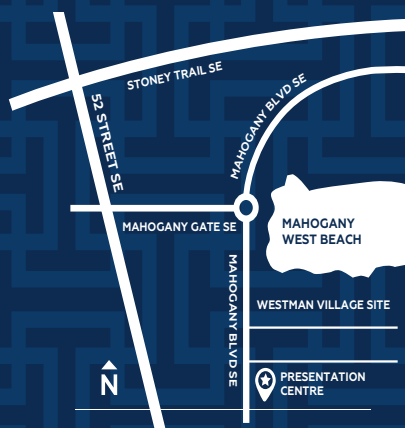 STONEY TRAIL SE
MAHOGANY BLVD SE
52 STREET SE
MAHOGANY GATE SE
MAHOGANY
WEST BEACH
MAHOGANY BLVD SE
WESTMAN VILLAGE SITE
N
PRESENTATION
CENTRE